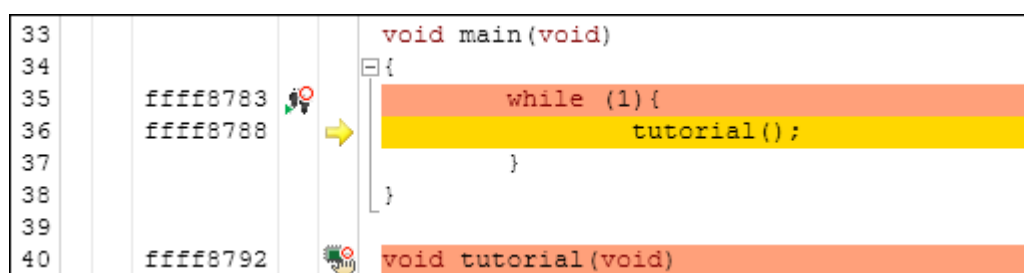 33 void main(void)
34 {
35 ffff8783 while (1){
36 ffff8788 tutorial();
37 }
38 }
39
40 ffff8792 void tutorial(void)